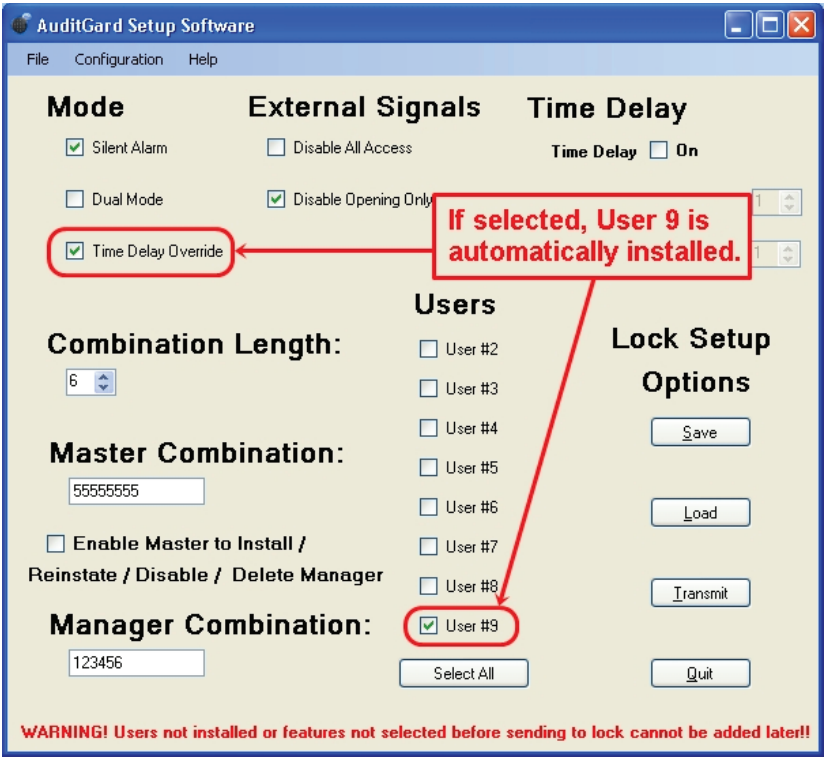 AuditGard Setup Software
File Configuration Help
Mode
External Signals
Time Delay
Silent Alarm
Disable All Access
Time Delay
On
Dual Mode
Disable Opening Only
1
Time Delay Override
1
If selected, User 9 is
automatically installed.
Users
Combination Length:
6
User #2
User #3
User #4
User #5
User #6
User #7
User #8
User #9
Select All
Master Combination:
55555555
Enable Master to Install /
Reinstate / Disable / Delete Manager
Manager Combination:
123456
Lock Setup
Options
Save
Load
Transmit
Quit
WARNING! Users not installed or features not selected before sending to lock cannot be added later!!